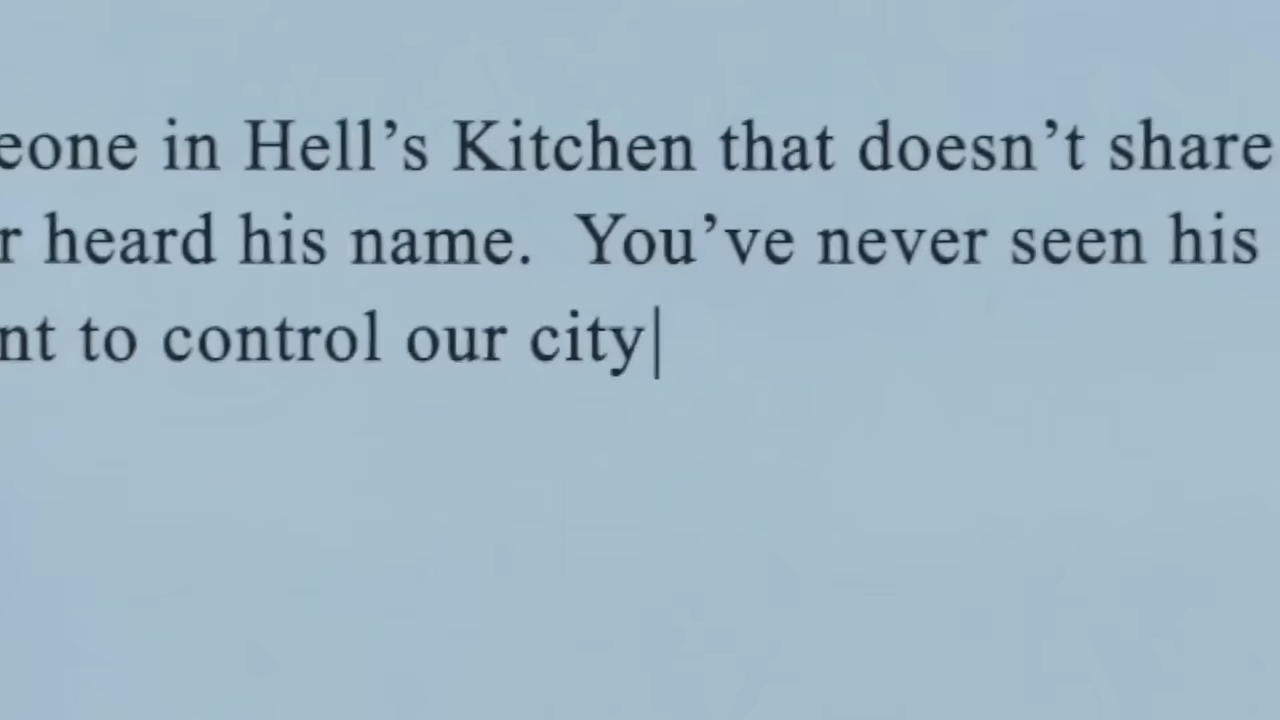 eone in Hell’s Kitchen that doesn’t share
r heard his name.  You’ve never seen his
nt to control our city